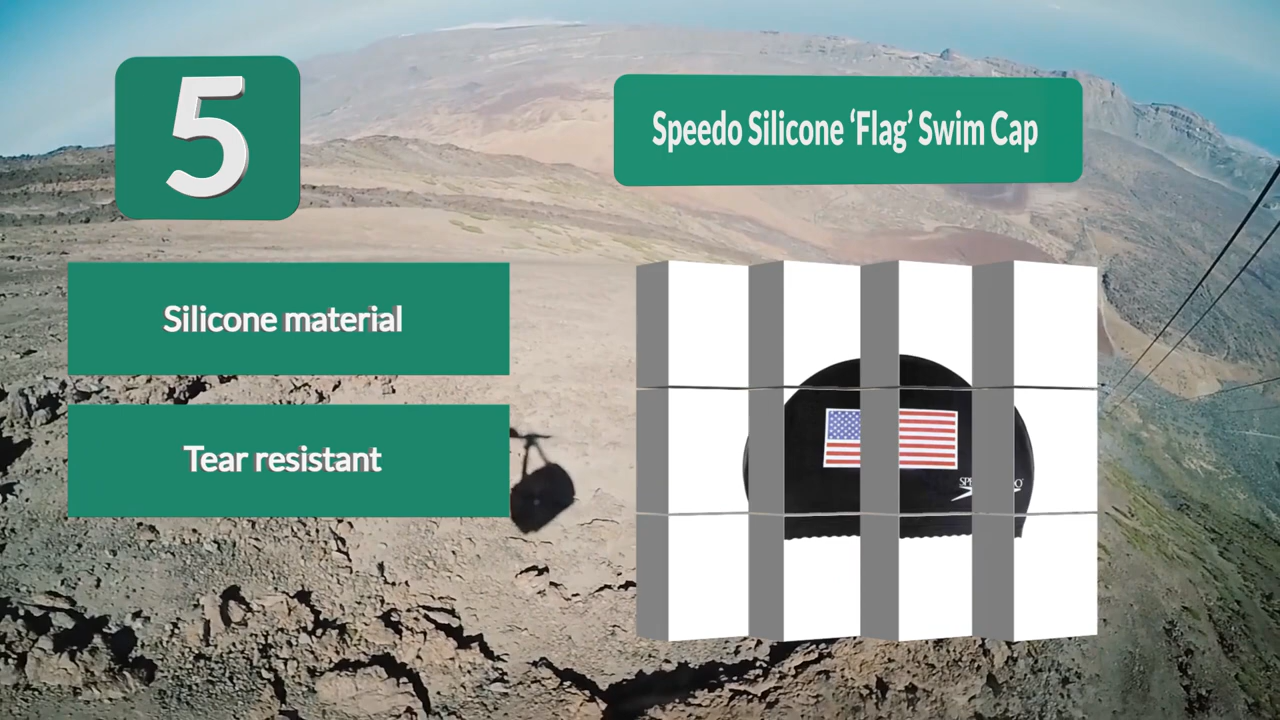 5
Speedo Silicone ‘Flag’ Swim Cap
Silicone material
Tear resistant